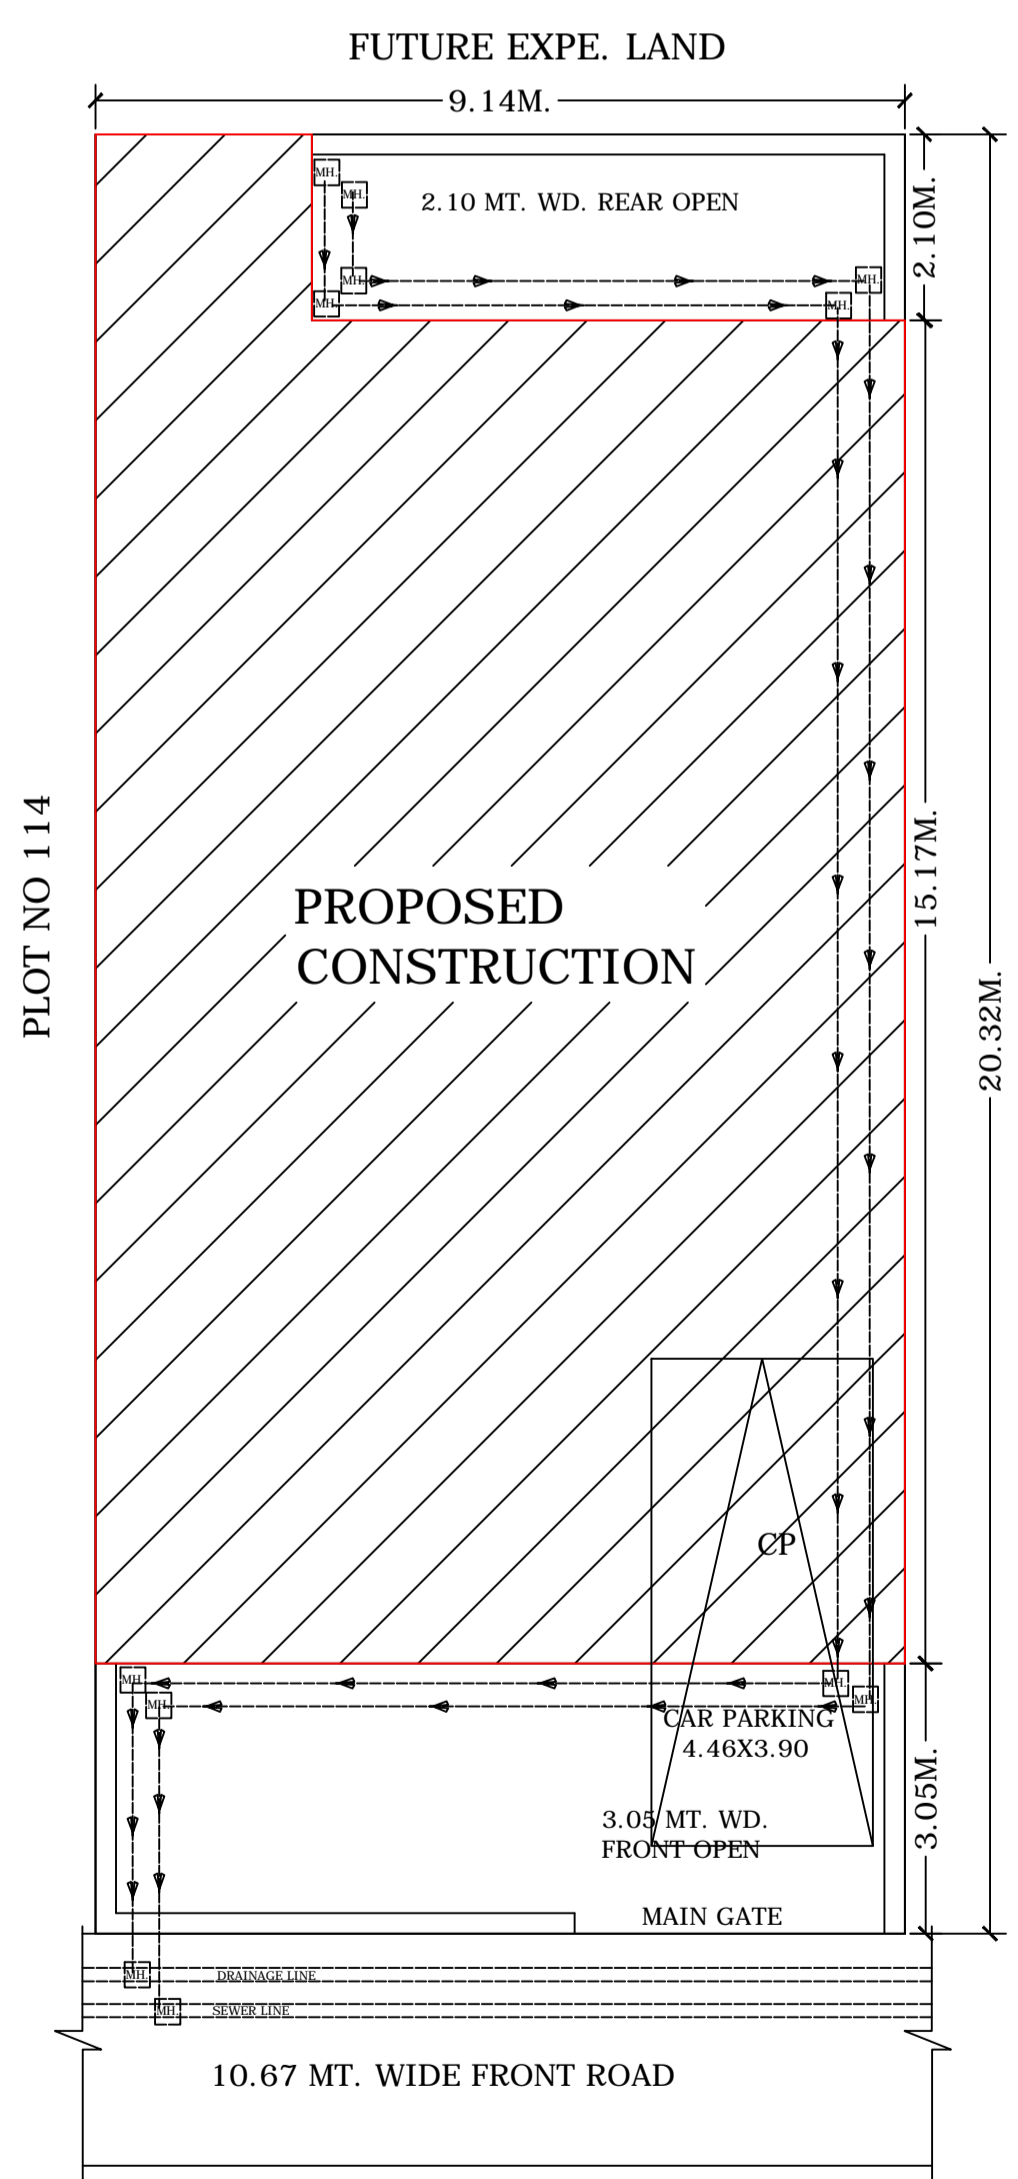 FUTURE EXPE. LAND
9.14M.
MH.
MH.
2.10 MT. WD. REAR OPEN
2.10M.
MH.
MH.
MH.
MH.
PLOT NO 114
PROPOSED
CONSTRUCTION
15.17M.
20.32M.
CP
MH.
MH.
MH.
MH.
CAR PARKING
4.46X3.90
3.05 MT. WD.
FRONT OPEN
3.05M.
MAIN GATE
MH.
DRAINAGE LINE
MH.
SEWER LINE
10.67 MT. WIDE FRONT ROAD